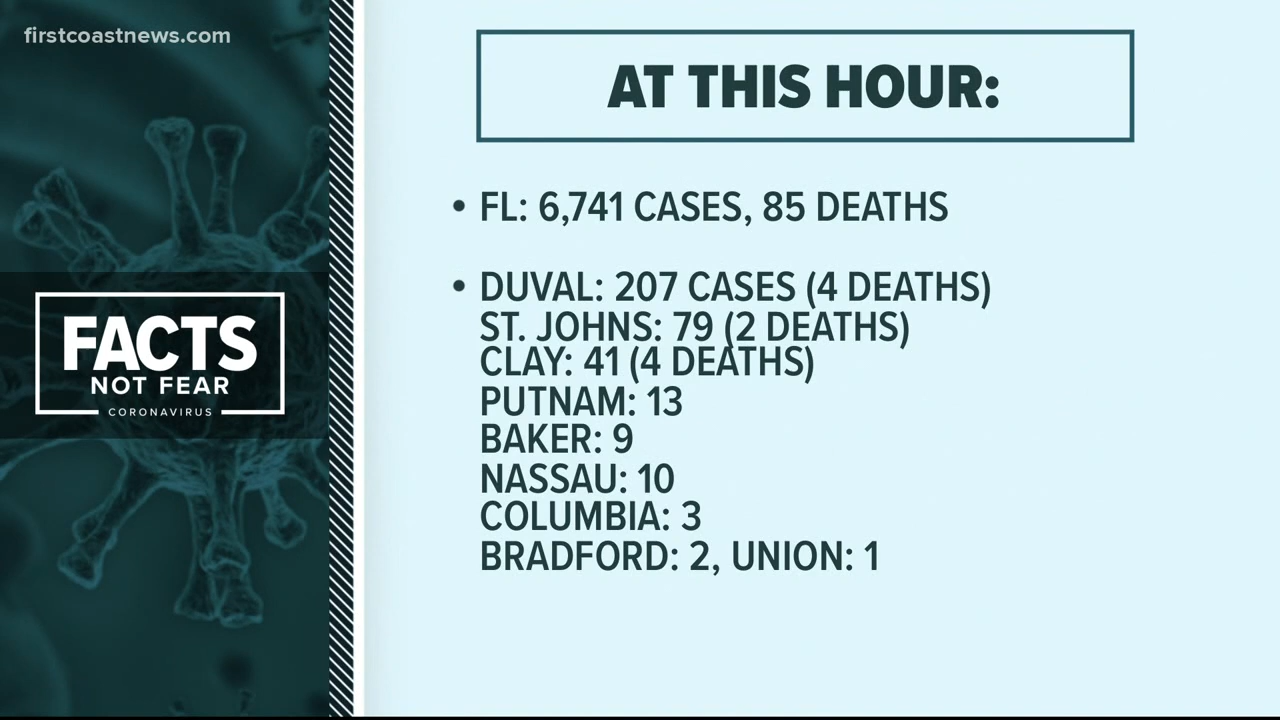 firstcoastnews.com
AT THIS HOUR:
• FL: 6,741 CASES, 85 DEATHS
• DUVAL: 207 CASES (4 DEATHS)
ST. JOHNS: 79 (2 DEATHS)
CLAY: 41 (4 DEATHS)
PUTNAM: 13
BAKER: 9
NASSAU: 10
COLUMBIA: 3
BRADFORD: 2, UNION: 1
FACTS
NOT FEAR
CORONAVIRUS